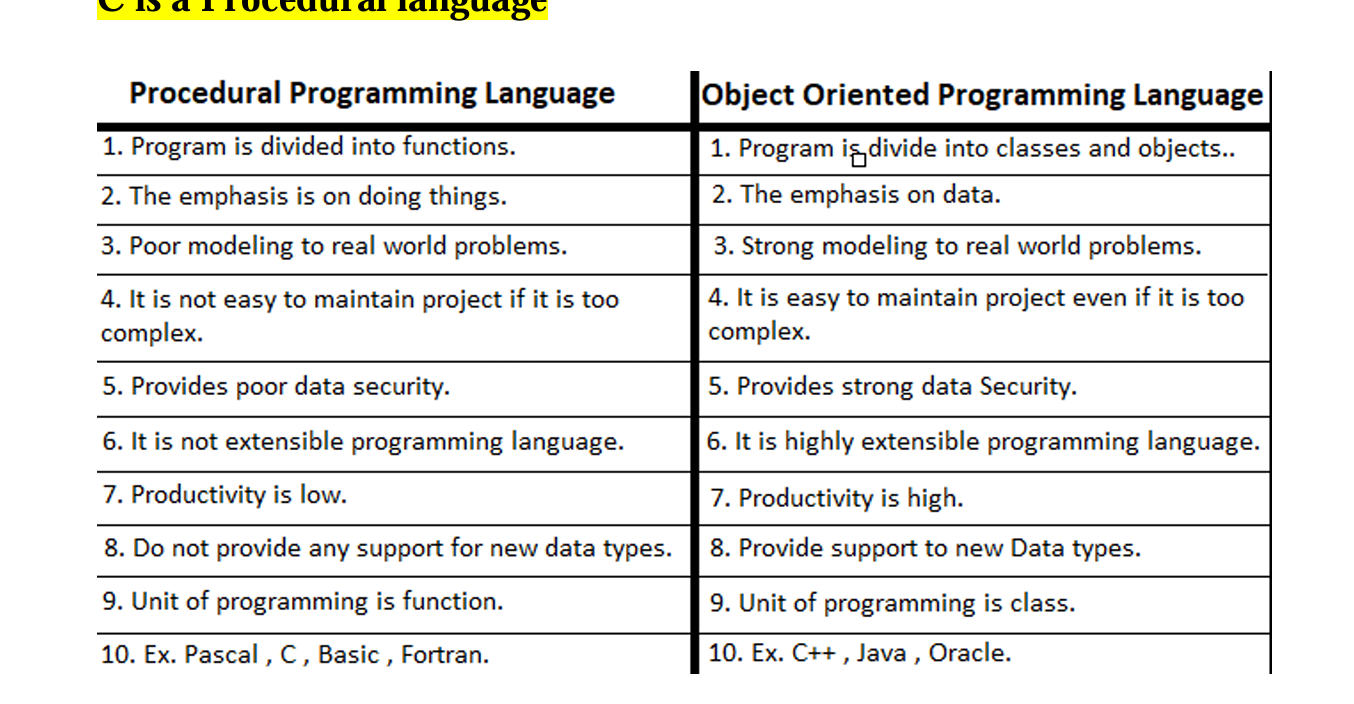 C is a Procedural language
Procedural Programming Language
Object Oriented Programming Language
1. Program is divided into functions.
1. Program is divide into classes and objects..
2. The emphasis is on doing things.
2. The emphasis on data.
3. Poor modeling to real world problems.
3. Strong modeling to real world problems.
4. It is not easy to maintain project if it is too
complex.
4. It is easy to maintain project even if it is too
complex.
5. Provides poor data security.
5. Provides strong data Security.
6. It is not extensible programming language.
6. It is highly extensible programming language.
7. Productivity is low.
7. Productivity is high.
8. Do not provide any support for new data types.
8. Provide support to new Data types.
9. Unit of programming is function.
9. Unit of programming is class.
10. Ex. Pascal , C , Basic , Fortran.
10. Ex. C++ , Java , Oracle.